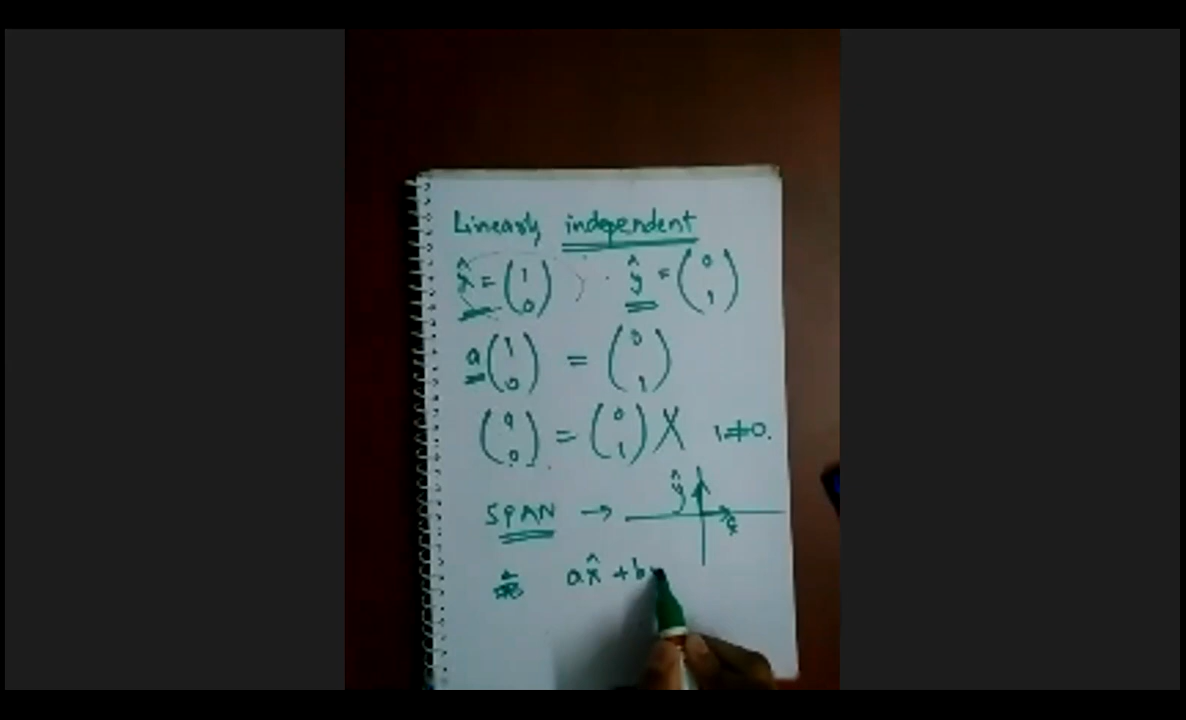 Linearly independent
x̂ = (1 0) ŷ = (0 1)
a(1 0) = (0 1)
(a 0) = (0 1) X 1≠0.
SPAN → ŷ x̂
ax̂ + b